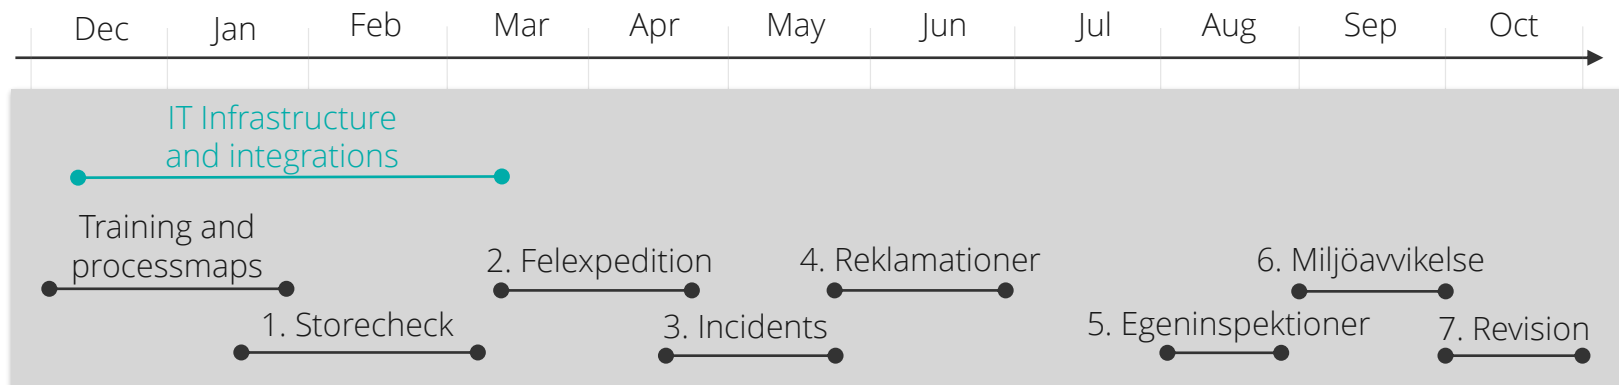 Dec Jan Feb Mar Apr May Jun Jul Aug Sep Oct
IT Infrastructure
and integrations
Training and
processmaps
2. Felexpedition
4. Reklamationer
6. Miljöavvikelse
1. Storecheck
3. Incidents
5. Egeninspektioner
7. Revision